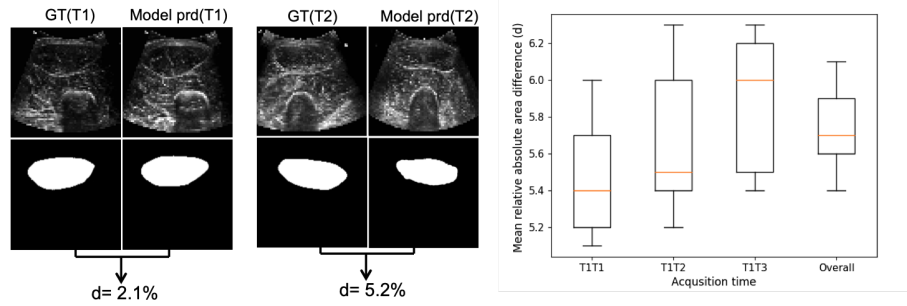 GT(T1) Model prd(T1)
GT(T2) Model prd(T2)
d= 2.1%
d= 5.2%
Mean relative absolute area difference (d)
6.2
6.0
5.8
5.6
5.4
5.2
T1T1 T1T2 T1T3 Overall
Acqusition time